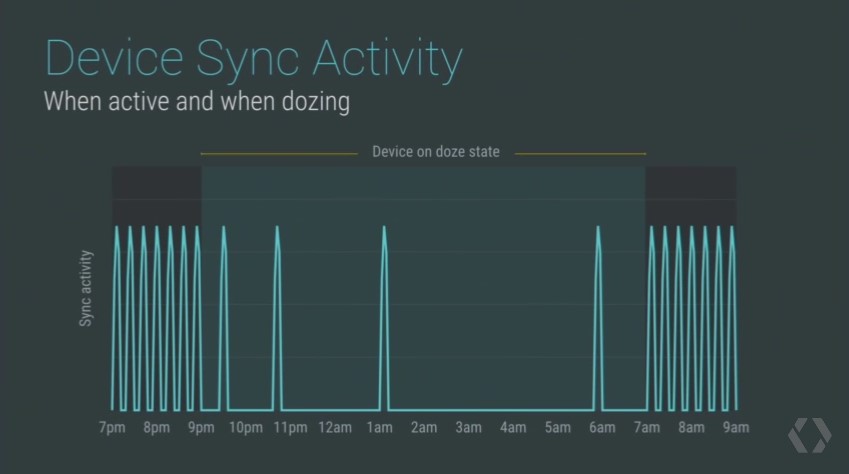 Device Sync Activity
When active and when dozing
Device on doze state
Sync activity
7pm 8pm 9pm 10pm 11pm 12am 1am 2am 3am 4am 5am 6am 7am 8am 9am